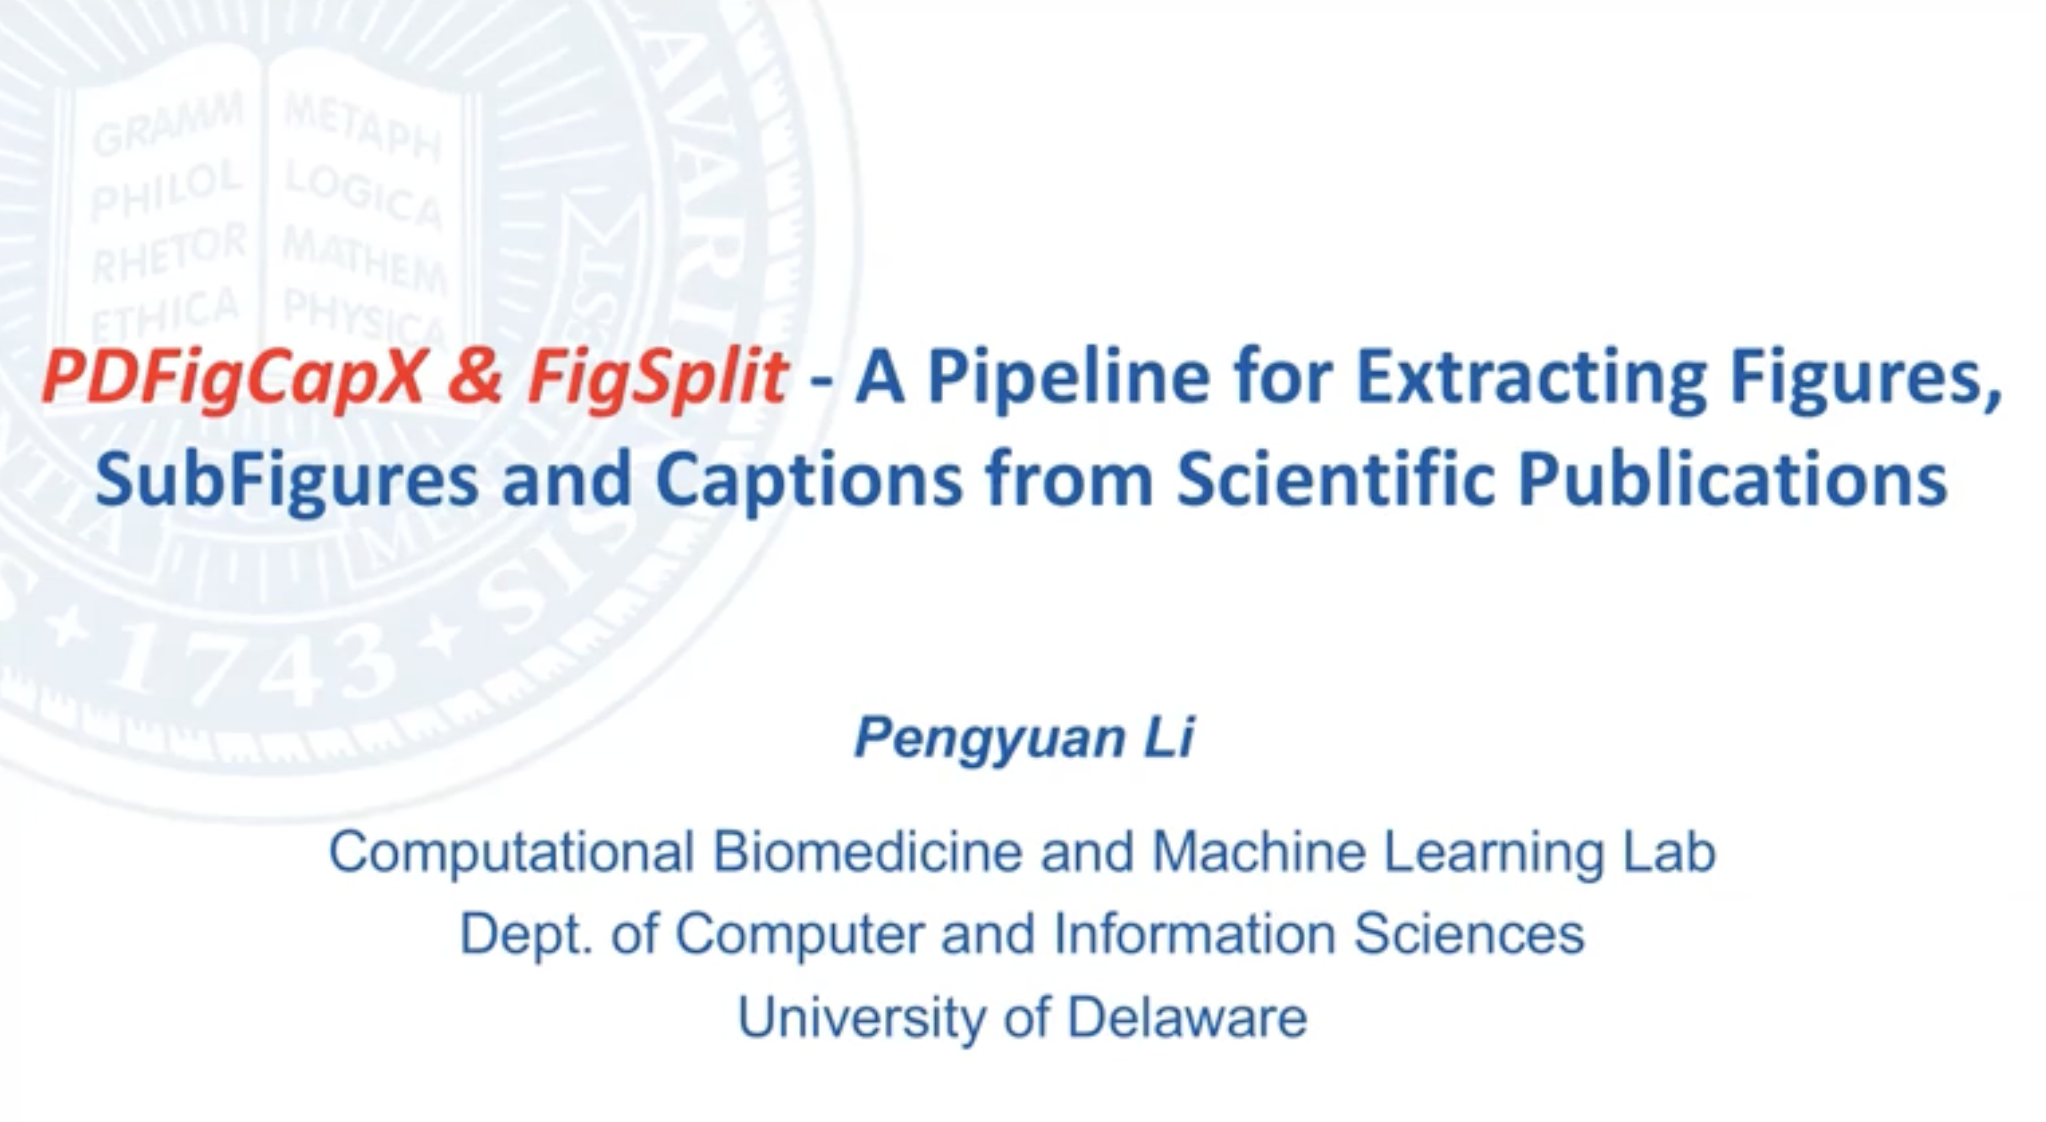 GRAMM METAPH
PHILOL LOGICA
RHETOR MATHEM
ETHICA PHYSICA
AVARI
SIS
1743
PDFigCapX & FigSplit - A Pipeline for Extracting Figures,
SubFigures and Captions from Scientific Publications
Pengyuan Li
Computational Biomedicine and Machine Learning Lab
Dept. of Computer and Information Sciences
University of Delaware